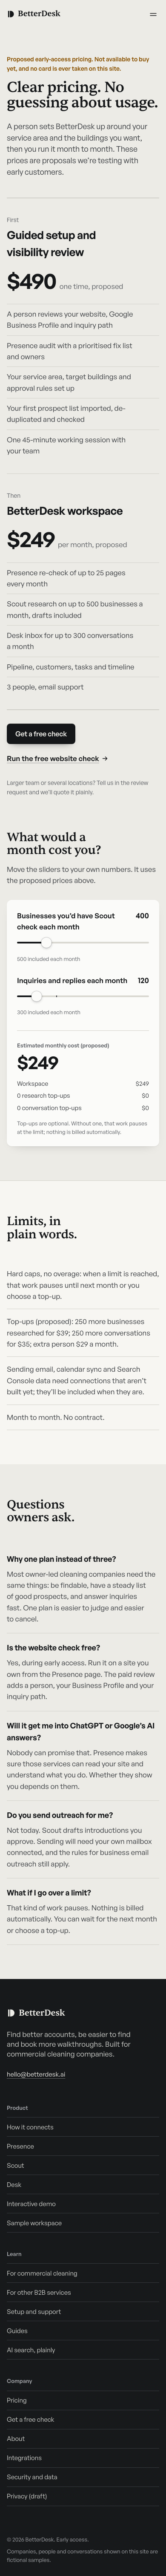 BetterDesk
Proposed early-access pricing. Not available to buy
yet, and no card is ever taken on this site.
Clear pricing. No
guessing about usage.
A person sets BetterDesk up around your
service area and the buildings you want,
then you run it month to month. These
are proposals we're testing with
early customers.
First
Guided setup and
visibility review
$490 one time, proposed
A person reviews your website, Google
Business Profile and inquiry path
Presence audit with a prioritised fix list
and owners
Your service area, target buildings and
approval rules set up
Your first prospect list imported, de-
duplicated and checked
One 45-minute working session with
your team
Then
BetterDesk workspace
$249 per month, proposed
Presence re-check of up to 25 pages
every month
Scout research on up to 500 businesses a
month, drafts included
Desk inbox for up to 300 conversations
a month
Pipeline, customers, tasks and timeline
3 people, email support
Get a free check
Run the free website check →
Larger team or several locations? Tell us in the review
request and we'll quote it plainly.
What would a
month cost you?
Move the sliders to your own numbers. It uses
the proposed prices above.
Businesses you'd have Scout 400
check each month
500 included each month
Inquiries and replies each month 120
300 included each month
Estimated monthly cost (proposed)
$249
Workspace $249
0 research top-ups $0
0 conversation top-ups $0
Top-ups are optional. Without one, that work pauses
at the limit; nothing is billed automatically.
Limits, in
plain words.
Hard caps, no overage: when a limit is reached,
that work waits until next month or you
choose a top-up.
Top-ups (proposed): 250 more businesses
researched for $39; 250 more conversations
for $35; extra person $29 a month.
Sending email, calendar sync and Search
Console data need connections that aren't
built yet; they'll be included when they are.
Month to month. No contract.
Questions
owners ask.
Why one plan instead of three?
Most owner-led cleaning companies need the
same things: be findable, have a steady list
of good prospects, and answer inquiries
fast. One plan is easier to judge and easier
to cancel.
Is the website check free?
Yes, during early access. Run it on a site you
own from the Presence page. The paid review
adds a person, your Business Profile and your
inquiry path.
Will it get me into ChatGPT or Google's AI
answers?
Nobody can promise that. Presence makes
sure those services can read your site and
understand what you do. Whether they show
you depends on them.
Do you send outreach for me?
Not today. Scout drafts introductions you
approve. Sending will need your own mailbox
connected, and the rules for business email
outreach still apply.
What if I go over a limit?
That kind of work pauses. Nothing is billed
automatically. You can wait for the next month
or choose a top-up.
BetterDesk
Find better accounts, be easier to find
and book more walkthroughs. Built for
commercial cleaning companies.
hello@betterdesk.ai
Product
How it connects
Presence
Scout
Desk
Interactive demo
Sample workspace
Learn
For commercial cleaning
For other B2B services
Setup and support
Guides
AI search, plainly
Company
Pricing
Get a free check
About
Integrations
Security and data
Privacy (draft)
© 2026 BetterDesk. Early access.
Companies, people and conversations shown on this site are
fictional samples.